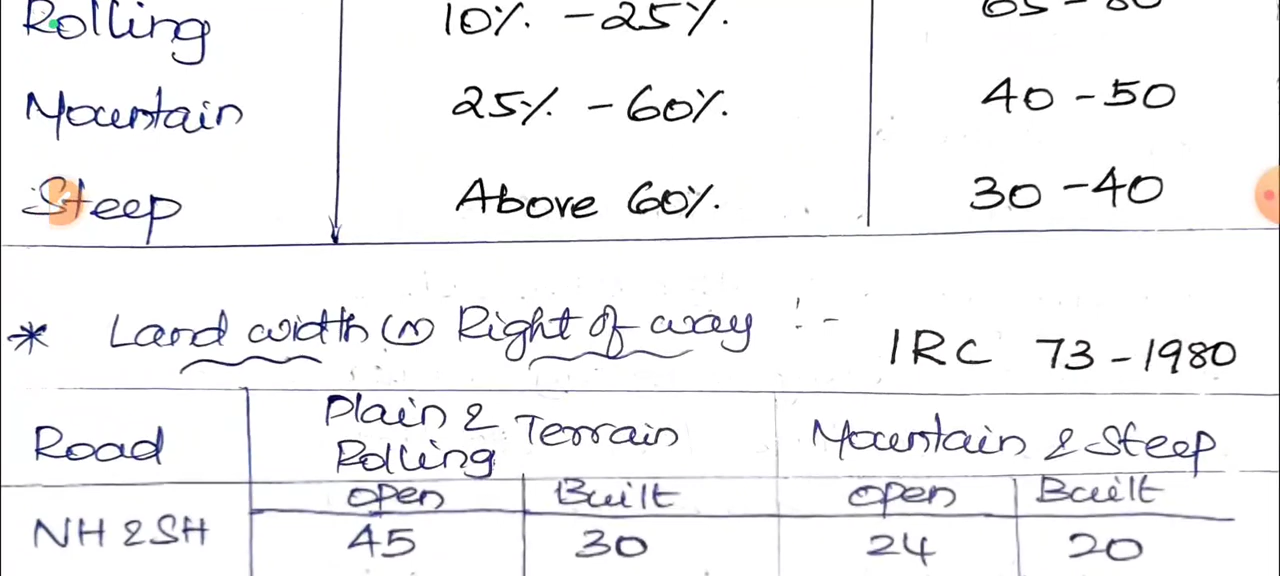 Rolling 10% - 25% 65 - 80
Mountain 25% - 60% 40 - 50
Steep Above 60% 30 - 40
* Land width (or) Right of way :- IRC 73 - 1980
Road Plain & Rolling Terrain Mountain & Steep
Open Built Open Built
NH & SH 45 30 24 20